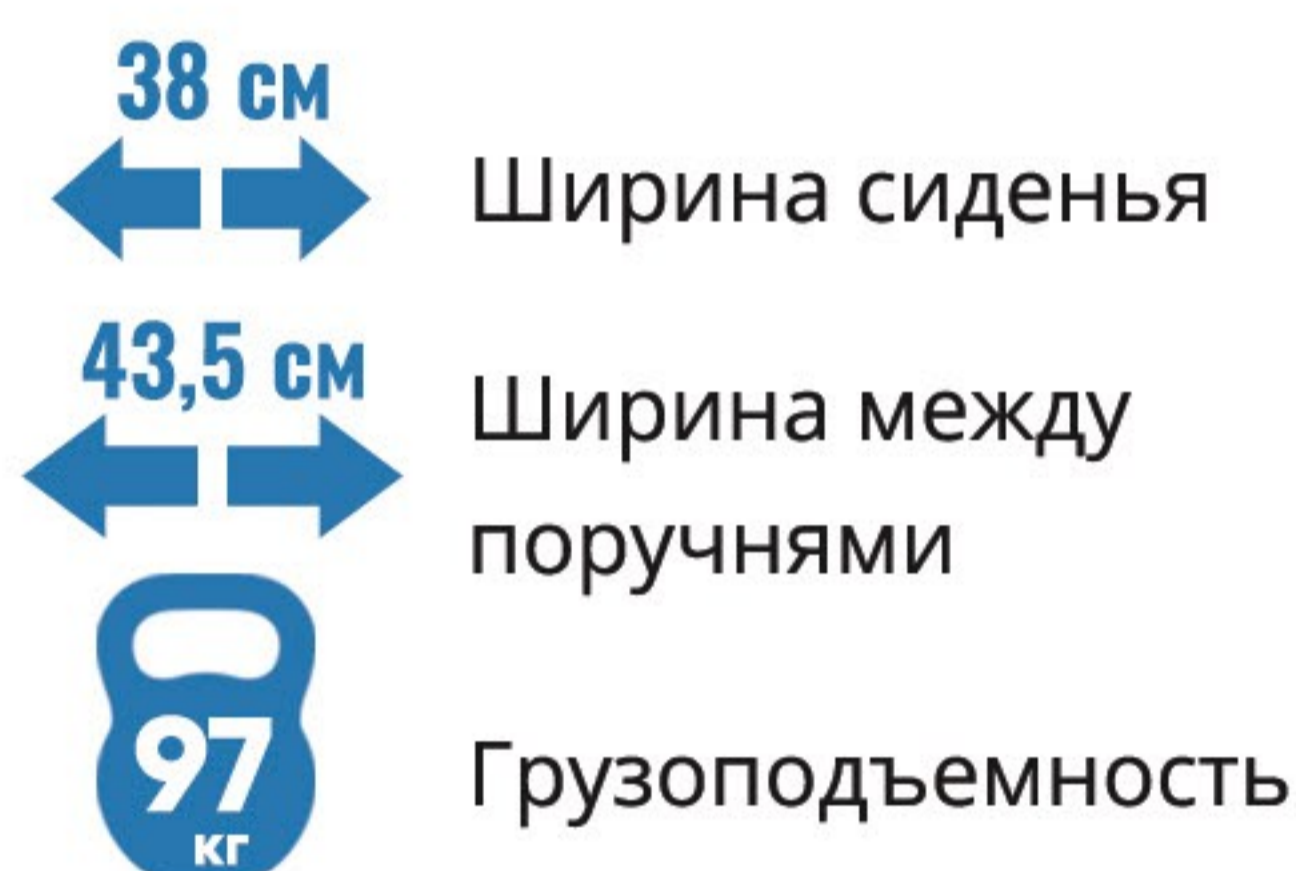 38 см
Ширина сиденья
43,5 см
Ширина между
поручнями
97
кг
Грузоподъемность